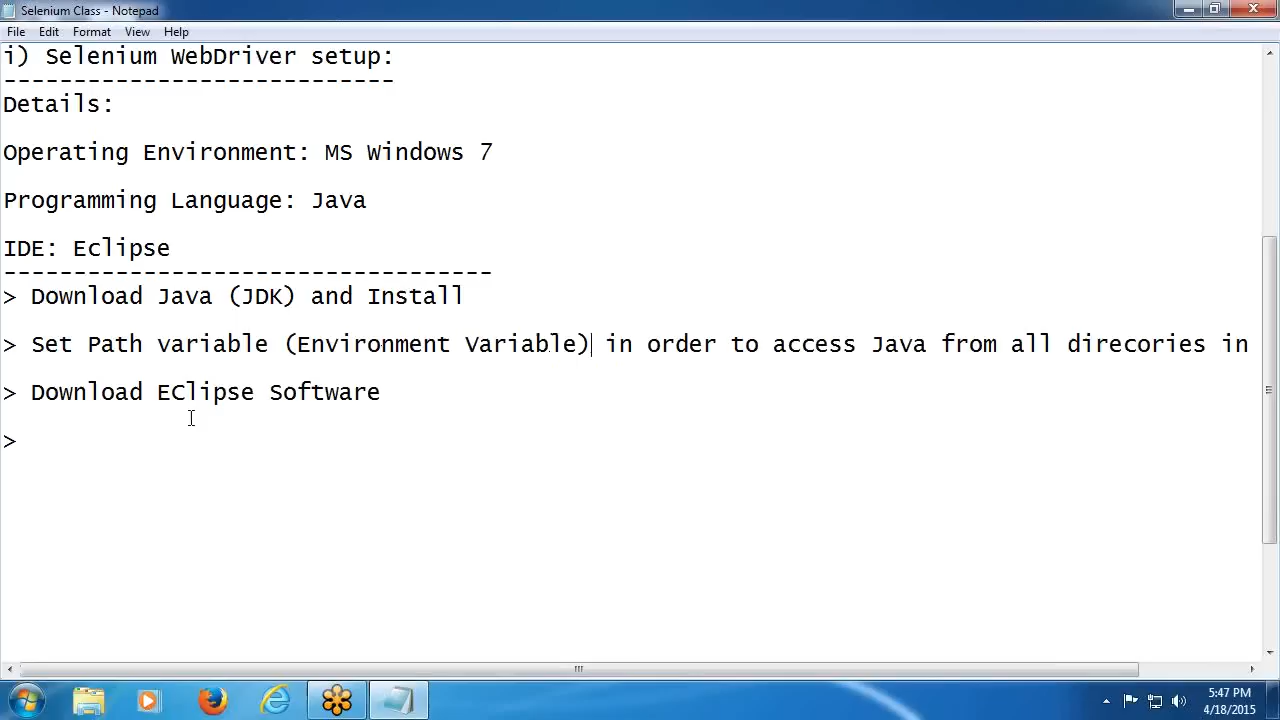 Selenium Class - Notepad
File Edit Format View Help
i) Selenium WebDriver setup:
----------------------------
Details:
Operating Environment: MS Windows 7
Programming Language: Java
IDE: Eclipse
-----------------------------------
> Download Java (JDK) and Install
> Set Path variable (Environment Variable) in order to access Java from all direcories in
> Download EClipse Software
>
5:47 PM
4/18/2015